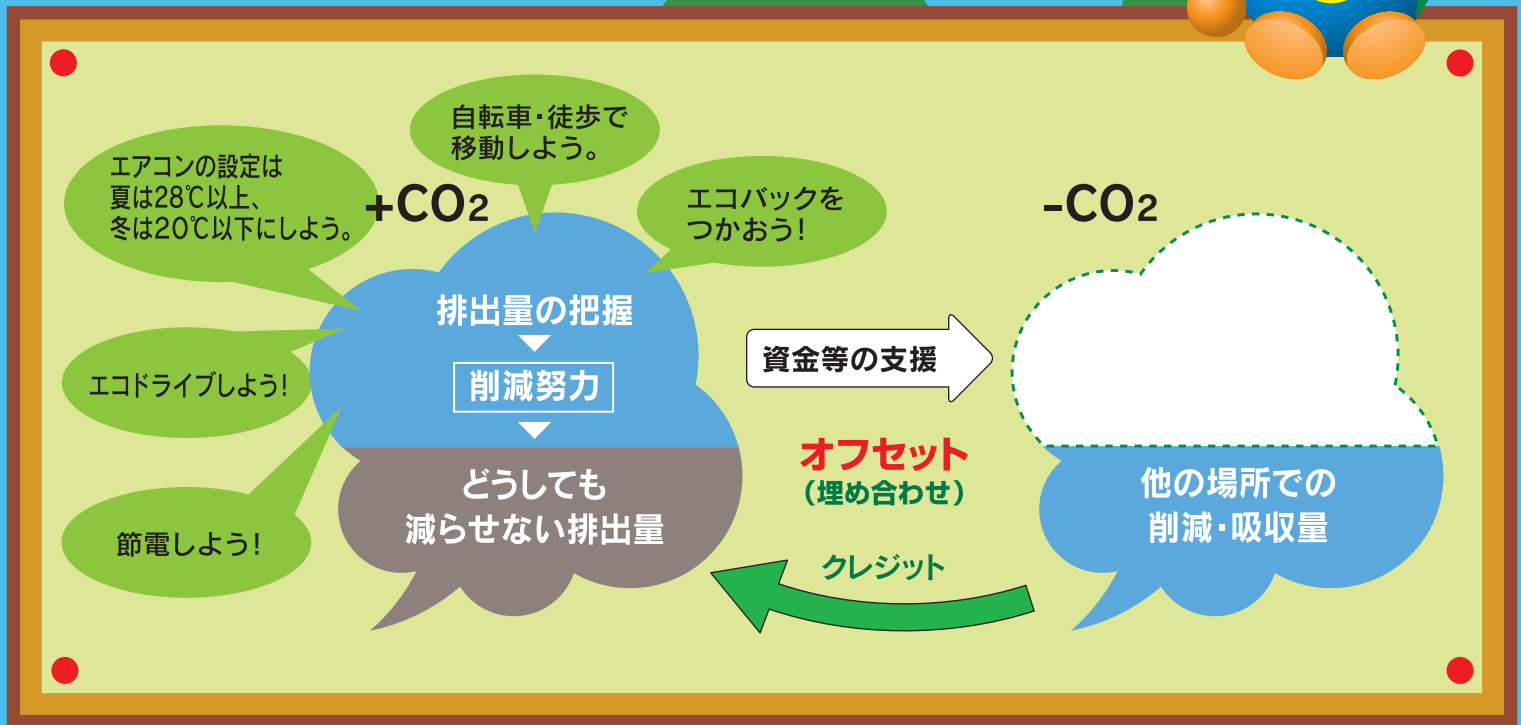 自転車・徒歩で
移動しよう。
エアコンの設定は
夏は28℃以上、
冬は20℃以下にしよう。
+CO2
エコバックを
つかおう!
-CO2
排出量の把握
削減努力
エコドライブしよう!
資金等の支援
オフセット
(埋め合わせ)
どうしても
減らせない排出量
他の場所での
削減・吸収量
節電しよう!
クレジット